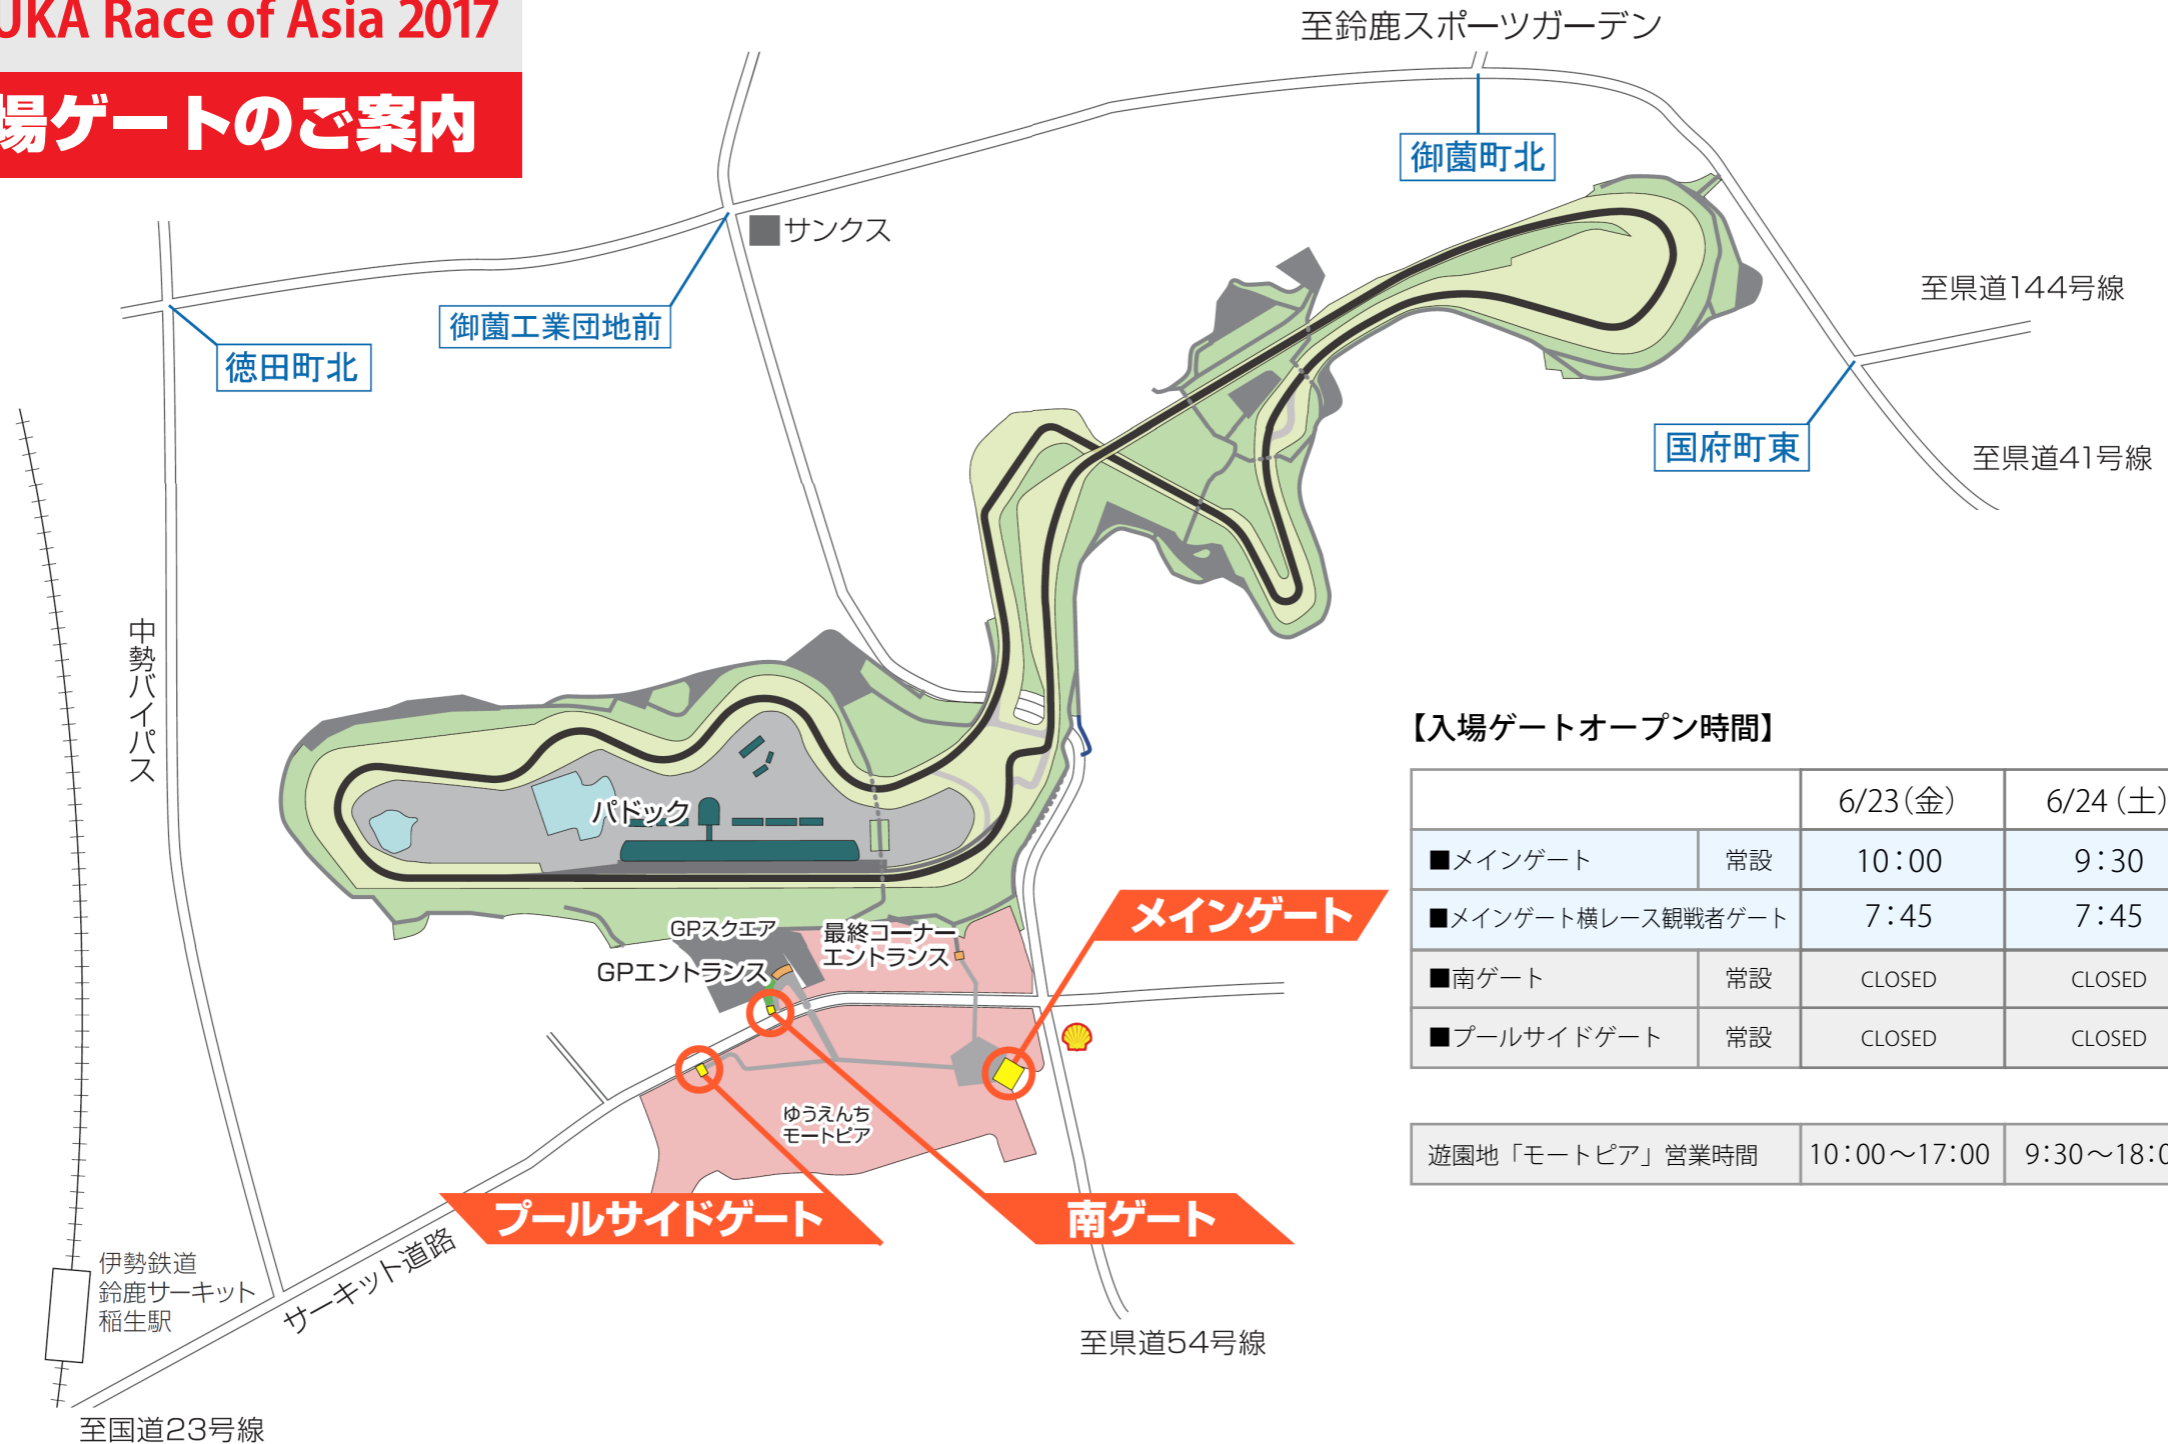 UKA Race of Asia 2017
場ゲートのご案内
至鈴鹿スポーツガーデン
御薗町北
サンクス
至県道144号線
御薗工業団地前
徳田町北
国府町東
至県道41号線
中勢バイパス
パドック
GPスクエア
最終コーナー
エントランス
GPエントランス
メインゲート
ゆうえんち
モートピア
プールサイドゲート
南ゲート
サーキット道路
伊勢鉄道
鈴鹿サーキット
稲生駅
至県道54号線
至国道23号線
【入場ゲートオープン時間】
6/23(金) 6/24(土)
■メインゲート 常設 10:00 9:30
■メインゲート横レース観戦者ゲート 7:45 7:45
■南ゲート 常設 CLOSED CLOSED
■プールサイドゲート 常設 CLOSED CLOSED
遊園地「モートピア」営業時間 10:00～17:00 9:30～18:0